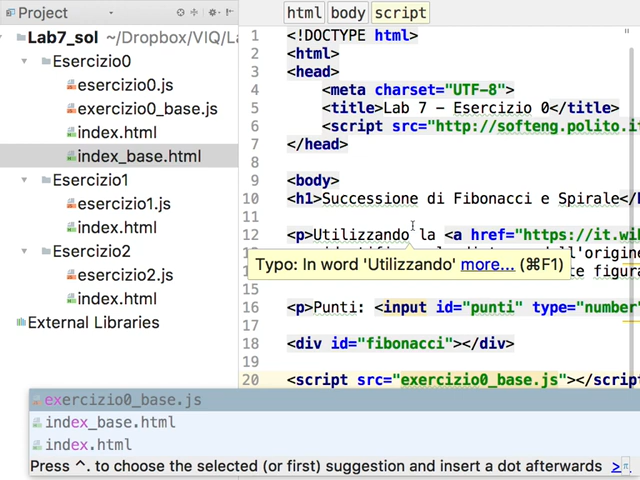 Project
Lab7_sol ~/Dropbox/VIQ/La
Esercizio0
esercizio0.js
exercizio0_base.js
index.html
index_base.html
Esercizio1
esercizio1.js
index.html
Esercizio2
esercizio2.js
index.html
External Libraries
html body script
1 <!DOCTYPE html>
2 <html>
3 <head>
4 <meta charset="UTF-8">
5 <title>Lab 7 - Esercizio 0</title>
6 <script src="http://softeng.polito.it
7 </head>
8
9 <body>
10 <h1>Successione di Fibonacci e Spirale</h
11
12 <p>Utilizzando la <a href="https://it.wik
dell'origine
te figura
Typo: In word 'Utilizzando' more... (⌘F1)
15
16 <p>Punti: <input id="punti" type="number"
17
18 <div id="fibonacci"></div>
19
20 <script src="exercizio0_base.js"></script
exercizio0_base.js
index_base.html
index.html
Press ^. to choose the selected (or first) suggestion and insert a dot afterwards >>